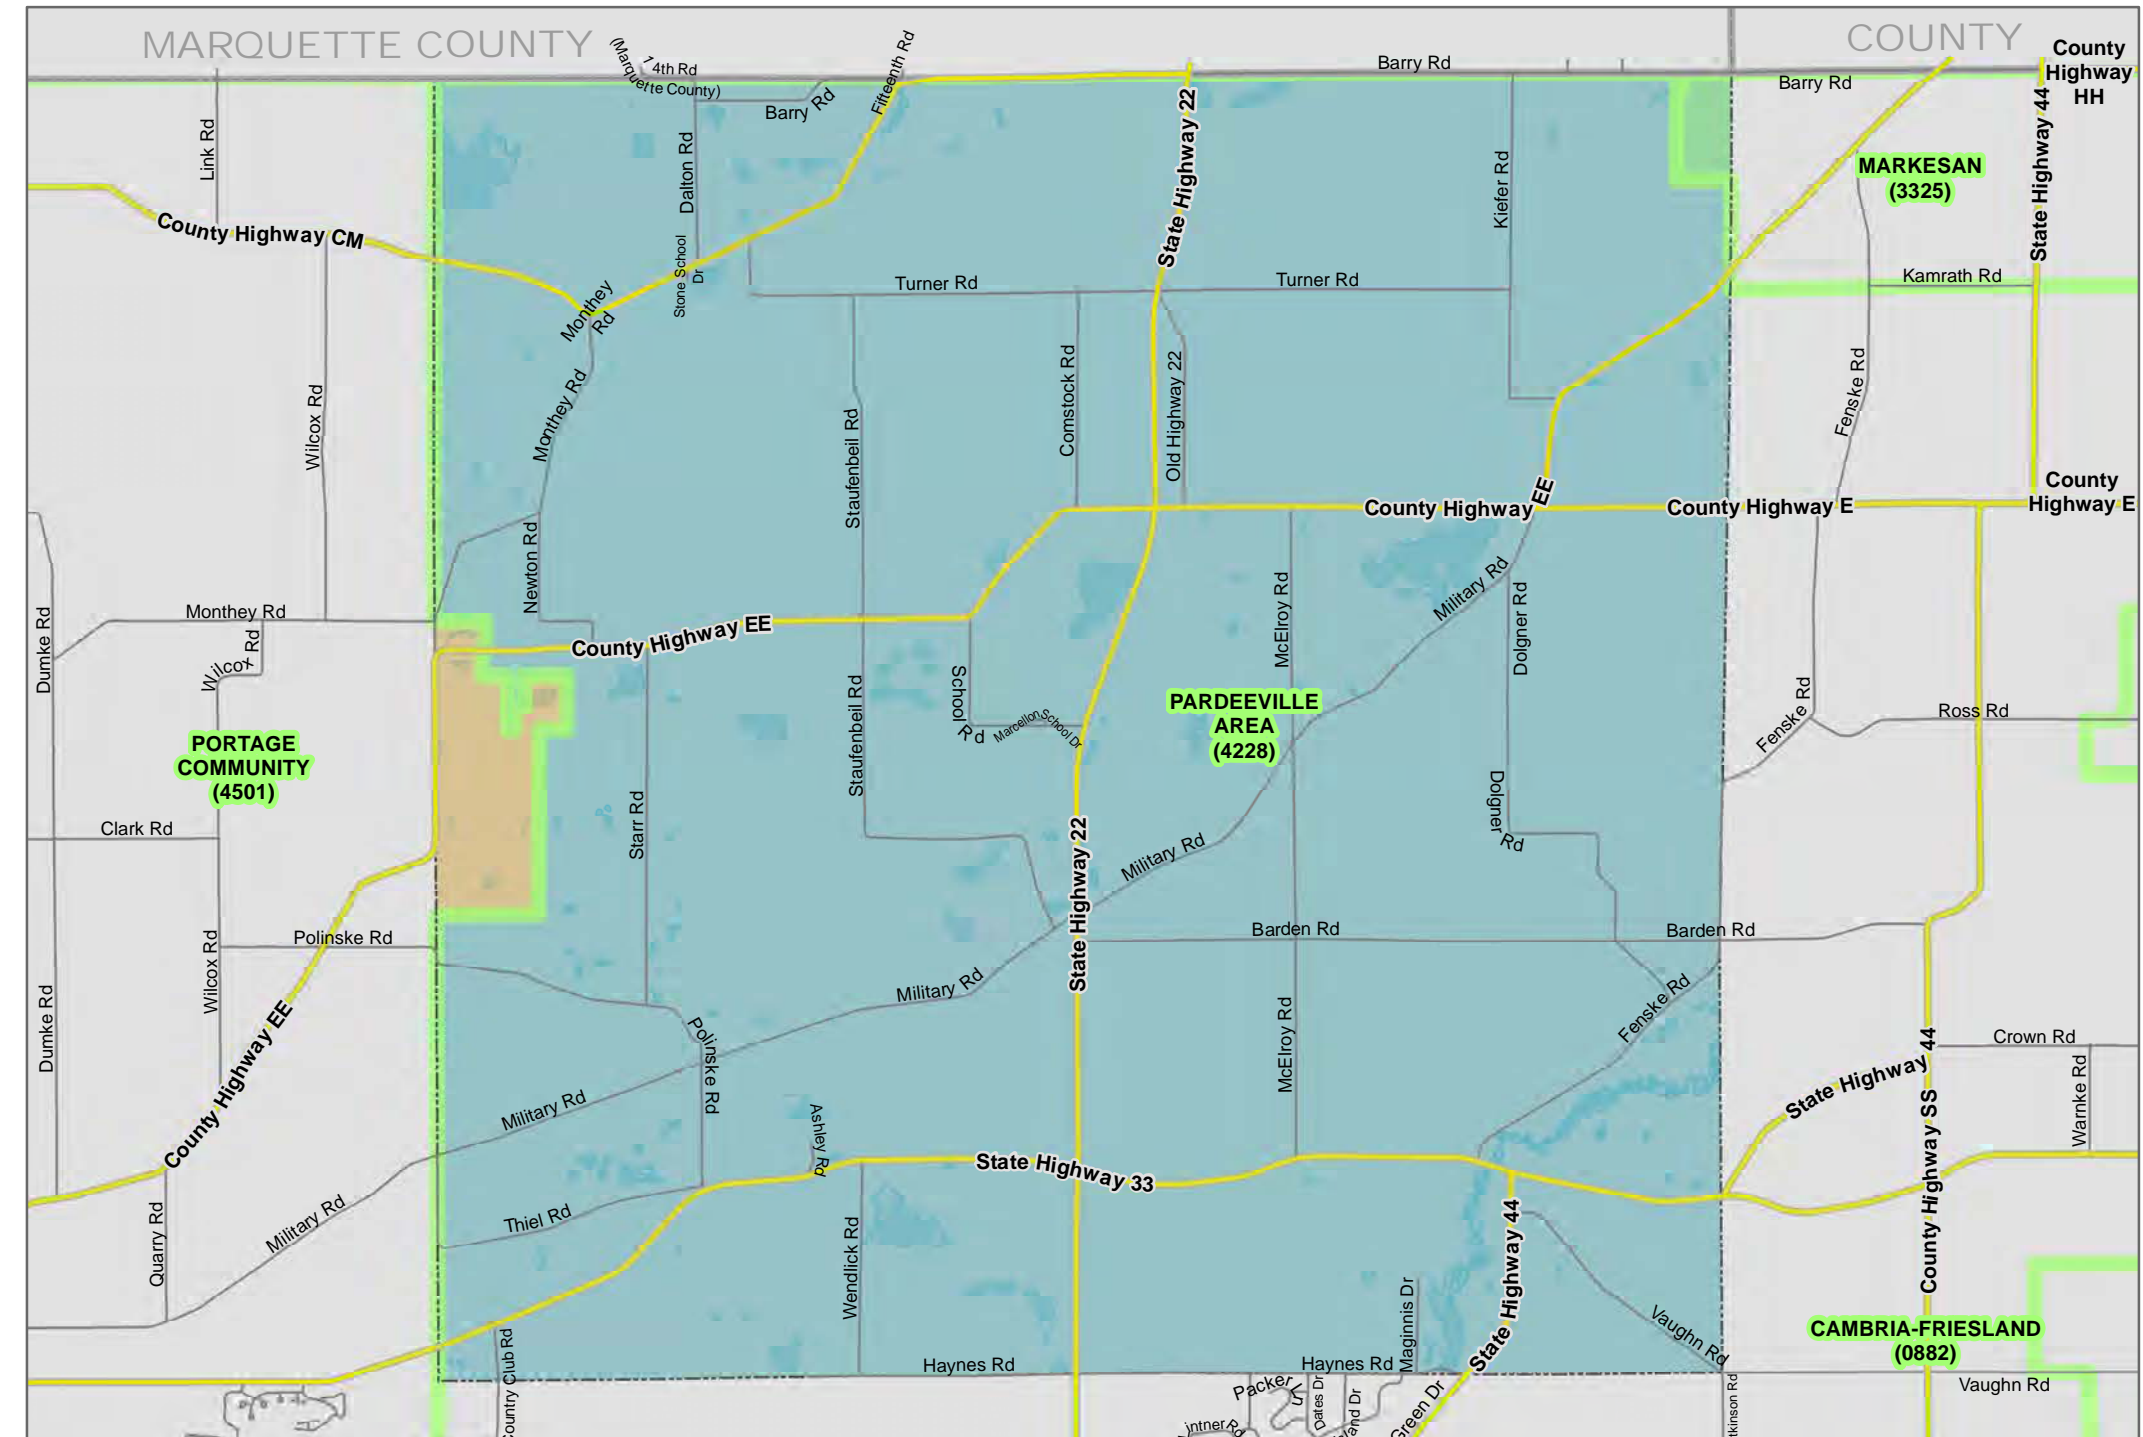 MARQUETTE COUNTY
COUNTY
County
Highway
HH
14th Rd
(Marquette County)
Barry Rd
Fifteenth Rd
Barry Rd
Barry Rd
Link Rd
Dalton Rd
State Highway 22
Kiefer Rd
MARKESAN
(3325)
State Highway 44
County Highway CM
Stone School
Dr
Monthey
Rd
Turner Rd
Turner Rd
Kamrath Rd
Wilcox Rd
Monthey Rd
Staufenbeil Rd
Comstock Rd
Old Highway 22
Fenske Rd
County Highway EE
County Highway E
County
Highway E
Newton Rd
Dumke Rd
Monthey Rd
Wilcox Rd
County Highway EE
School
Rd
Marcellon School Dr
McElroy Rd
Military Rd
Dolgner Rd
Staufenbeil Rd
PARDEEVILLE
AREA
(4228)
Fenske Rd
Ross Rd
PORTAGE
COMMUNITY
(4501)
Clark Rd
Starr Rd
State Highway 22
Military Rd
Dolgner
Rd
Polinske Rd
Wilcox Rd
Barden Rd
Barden Rd
Dumke Rd
County Highway EE
Military Rd
Polinske Rd
McElroy Rd
Fenske Rd
Crown Rd
State Highway 44
Warnke Rd
Military Rd
Ashley Rd
State Highway 33
County Highway SS
Quarry Rd
Military Rd
Thiel Rd
Wendlick Rd
State Highway 44
Maginnis Dr
Vaughn Rd
CAMBRIA-FRIESLAND
(0882)
Country Club Rd
Haynes Rd
Haynes Rd
Packer Ln
Dates Dr
land Dr
Green Dr
intner Rd
tkinson Rd
Vaughn Rd